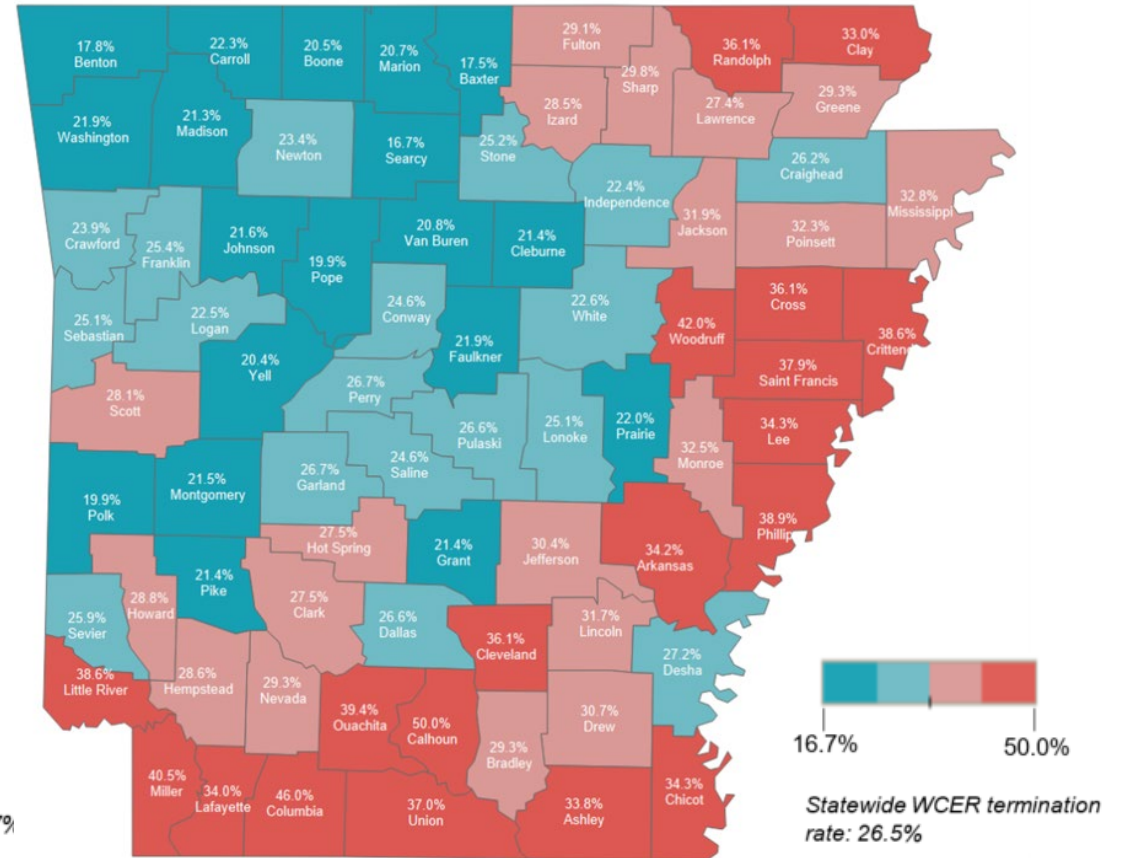 17.8%
Benton
22.3%
Carroll
20.5%
Boone
20.7%
Marion
17.5%
Baxter
29.1%
Fulton
29.8%
Sharp
36.1%
Randolph
33.0%
Clay
21.9%
Washington
21.3%
Madison
23.4%
Newton
16.7%
Searcy
25.2%
Stone
28.5%
Izard
27.4%
Lawrence
29.3%
Greene
26.2%
Craighead
32.8%
Mississippi
23.9%
Crawford
25.4%
Franklin
21.6%
Johnson
19.9%
Pope
20.8%
Van Buren
21.4%
Cleburne
22.4%
Independence
31.9%
Jackson
32.3%
Poinsett
25.1%
Sebastian
22.5%
Logan
24.6%
Conway
21.9%
Faulkner
22.6%
White
42.0%
Woodruff
36.1%
Cross
38.6%
Crittend
28.1%
Scott
20.4%
Yell
26.7%
Perry
26.6%
Pulaski
25.1%
Lonoke
22.0%
Prairie
32.5%
Monroe
37.9%
Saint Francis
34.3%
Lee
19.9%
Polk
21.5%
Montgomery
26.7%
Garland
24.6%
Saline
38.9%
Phillip
27.5%
Hot Spring
21.4%
Grant
30.4%
Jefferson
34.2%
Arkansas
25.9%
Sevier
28.8%
Howard
21.4%
Pike
27.5%
Clark
26.6%
Dallas
36.1%
Cleveland
31.7%
Lincoln
27.2%
Desha
38.6%
Little River
28.6%
Hempstead
29.3%
Nevada
39.4%
Ouachita
50.0%
Calhoun
29.3%
Bradley
30.7%
Drew
40.5%
Miller
34.0%
Lafayette
46.0%
Columbia
37.0%
Union
33.8%
Ashley
34.3%
Chicot
16.7% 50.0%
Statewide WCER termination
rate: 26.5%